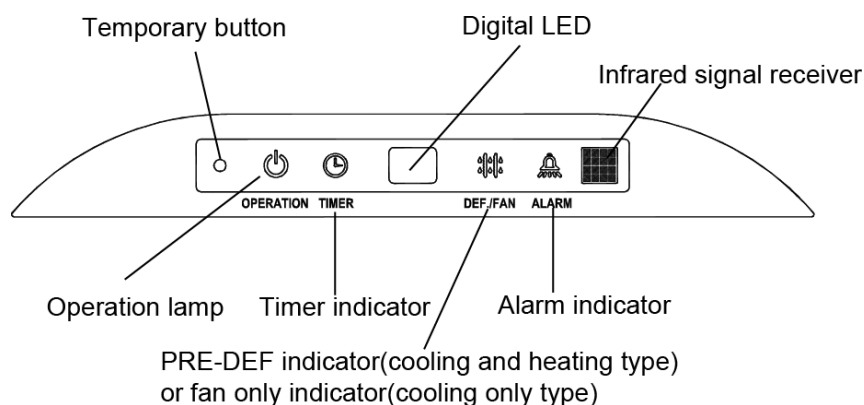 Temporary button
Digital LED
Infrared signal receiver
OPERATION TIMER DEF./FAN ALARM
Operation lamp
Timer indicator
Alarm indicator
PRE-DEF indicator(cooling and heating type)
or fan only indicator(cooling only type)